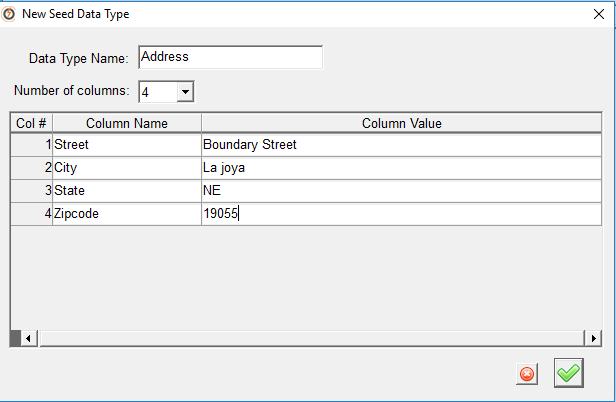 New Seed Data Type
Data Type Name: Address
Number of columns: 4
Col # Column Name Column Value
1 Street Boundary Street
2 City La joya
3 State NE
4 Zipcode 19055